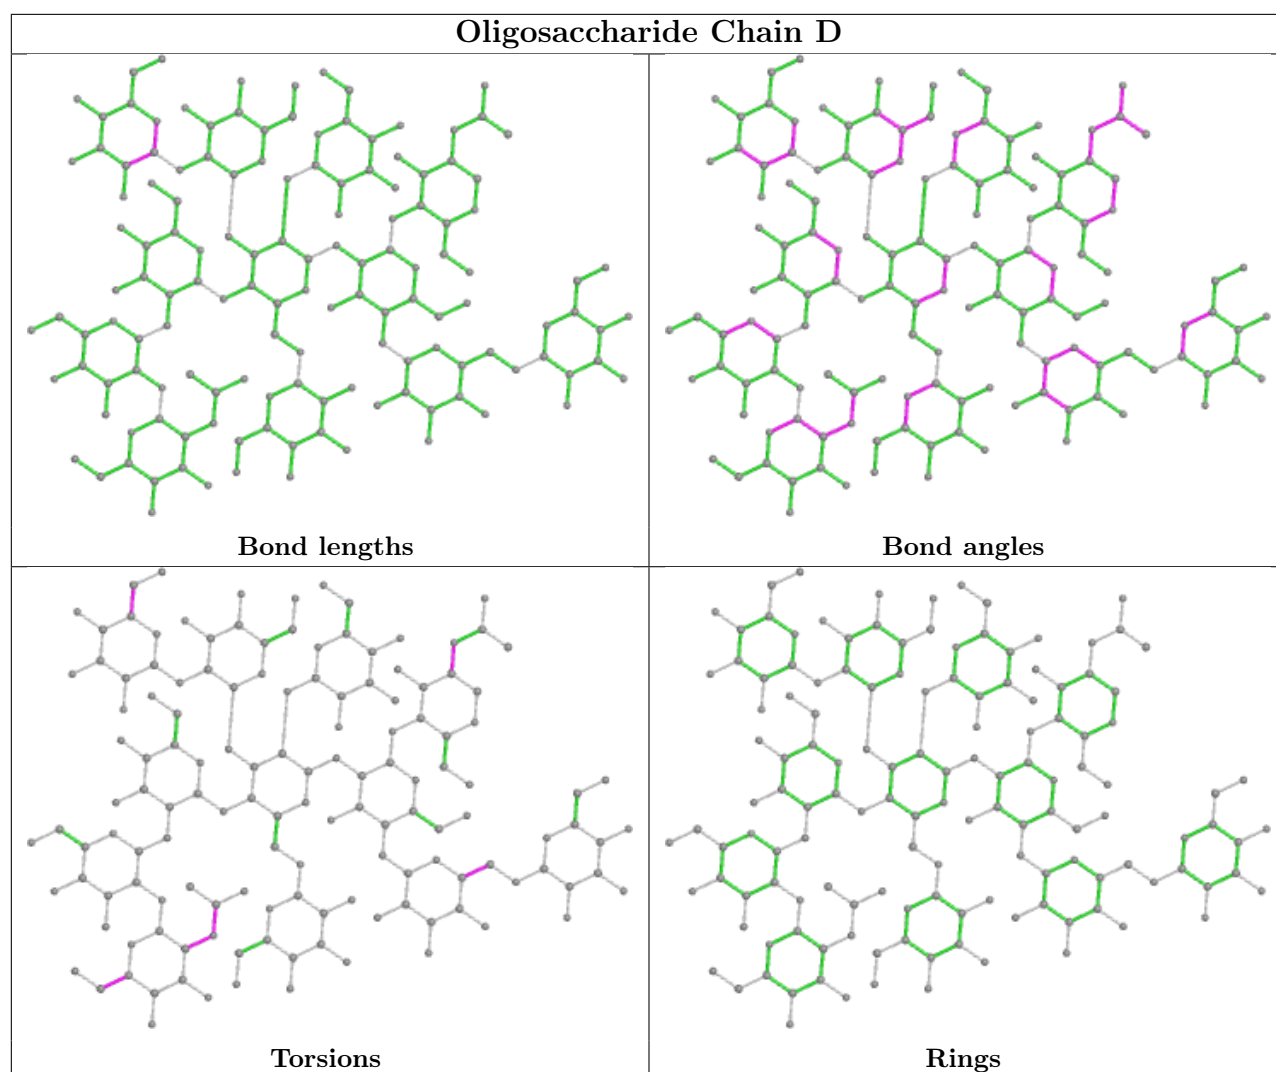 Oligosaccharide Chain D
Bond lengths
Bond angles
Torsions
Rings